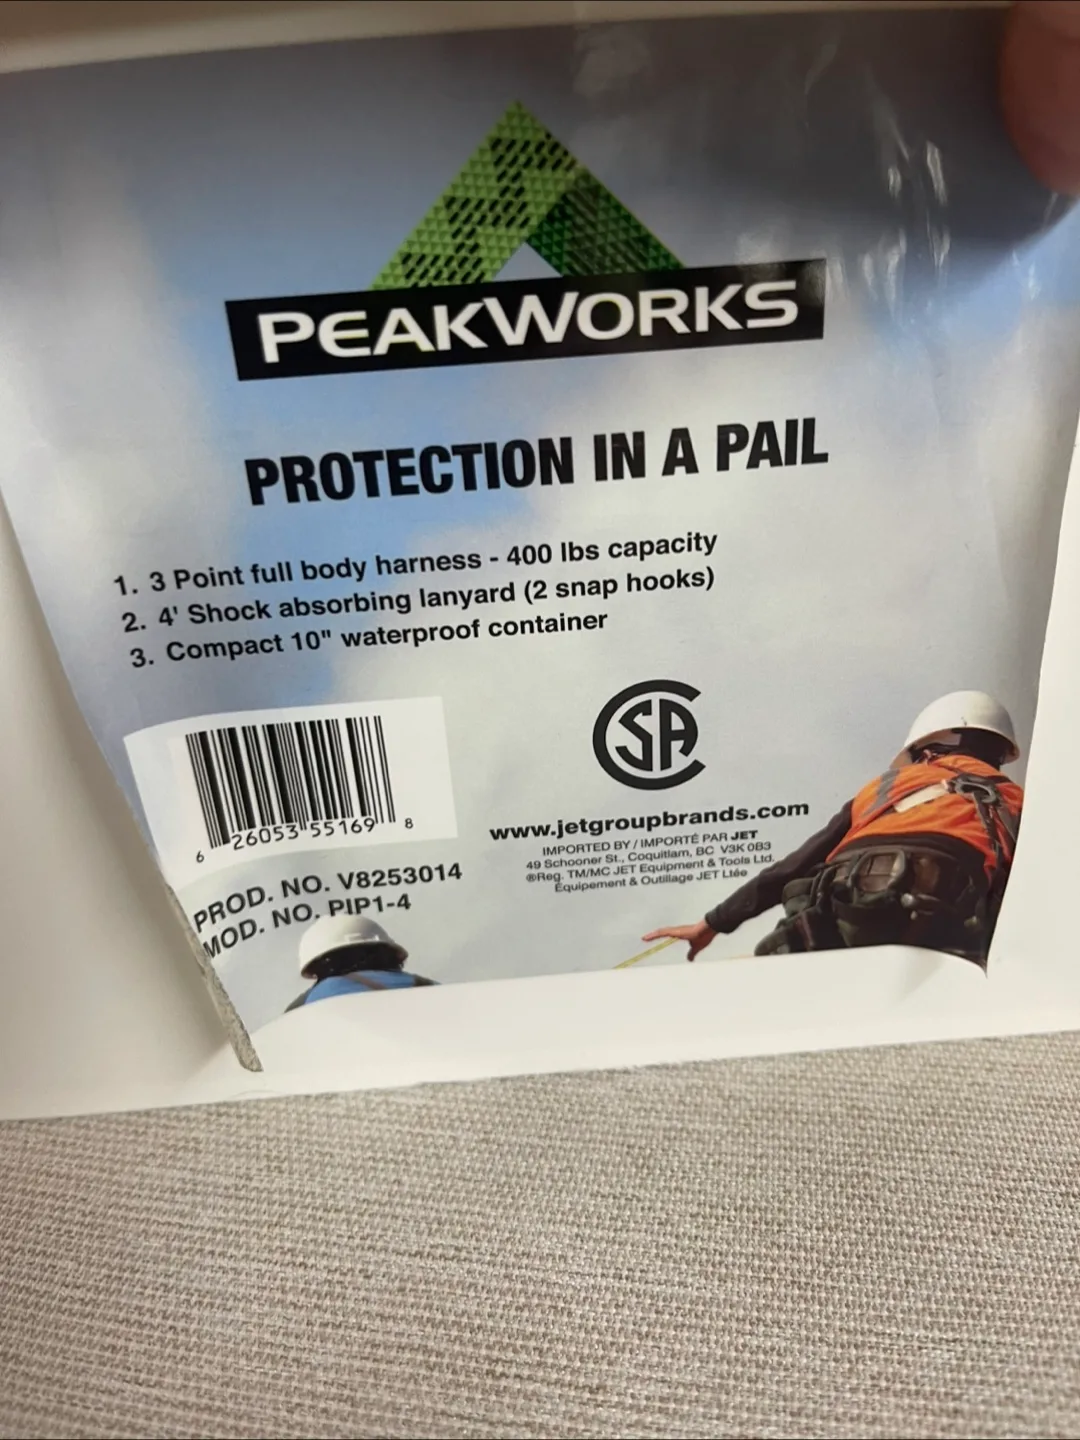 PEAKWORKS
PROTECTION IN A PAIL
1. 3 Point full body harness - 400 lbs capacity
2. 4' Shock absorbing lanyard (2 snap hooks)
3. Compact 10" waterproof container
CSA
6 26053 55169 8
PROD. NO. V8253014
MOD. NO. PIP1-4
www.jetgroupbrands.com
IMPORTED BY / IMPORTÉ PAR JET
49 Schooner St., Coquitlam, BC V3K 0B3
®Reg. TM/MC JET Equipment & Tools Ltd.
Équipement & Outillage JET Ltée